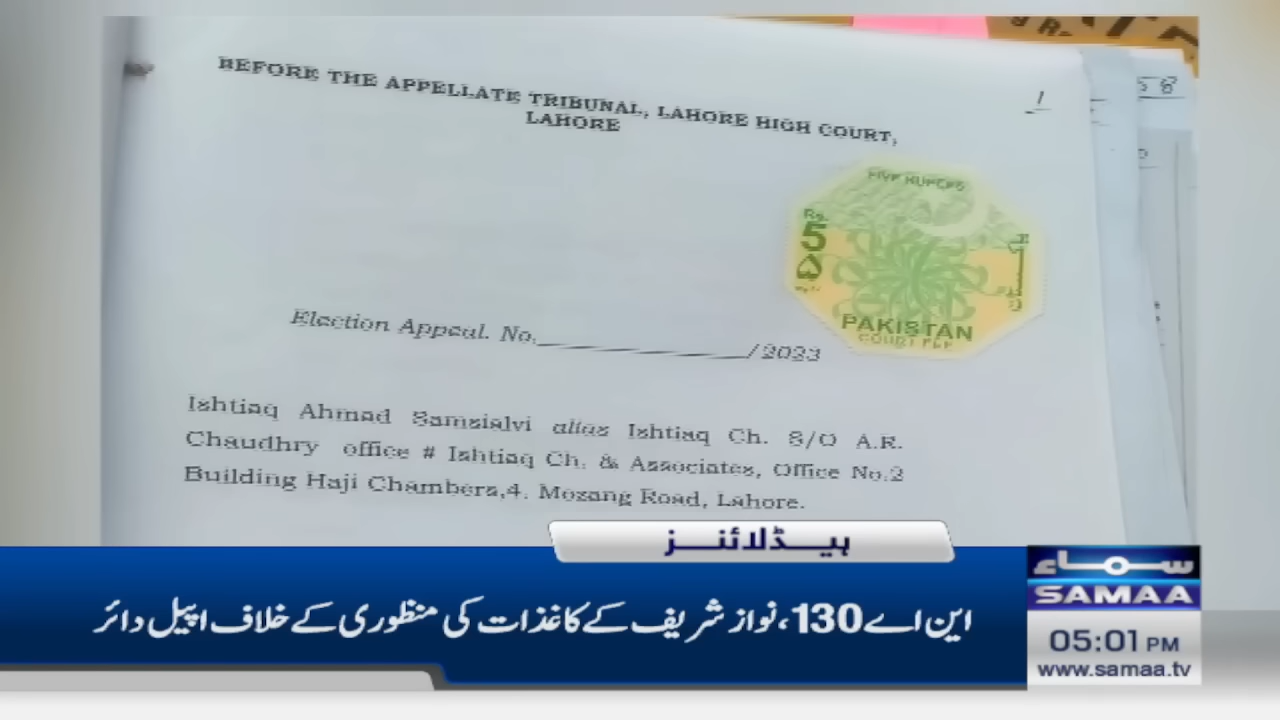 BEFORE THE APPELLATE TRIBUNAL, LAHORE HIGH COURT,
LAHORE
1
FIVE RUPEES
Rs.
5
۵
PAKISTAN
COURT FEE
Election Appeal. No.__________/2023
Ishtiaq Ahmad Samsialvi alias Ishtiaq Ch. S/O A.R.
Chaudhry office # Ishtiaq Ch. & Associates, Office No.2
Building Haji Chambers,4. Mozang Road, Lahore.
ہیڈلائنز
این اے 130، نواز شریف کے کاغذات کی منظوری کے خلاف اپیل دائر
سماء
SAMAA
05:01 PM
www.samaa.tv